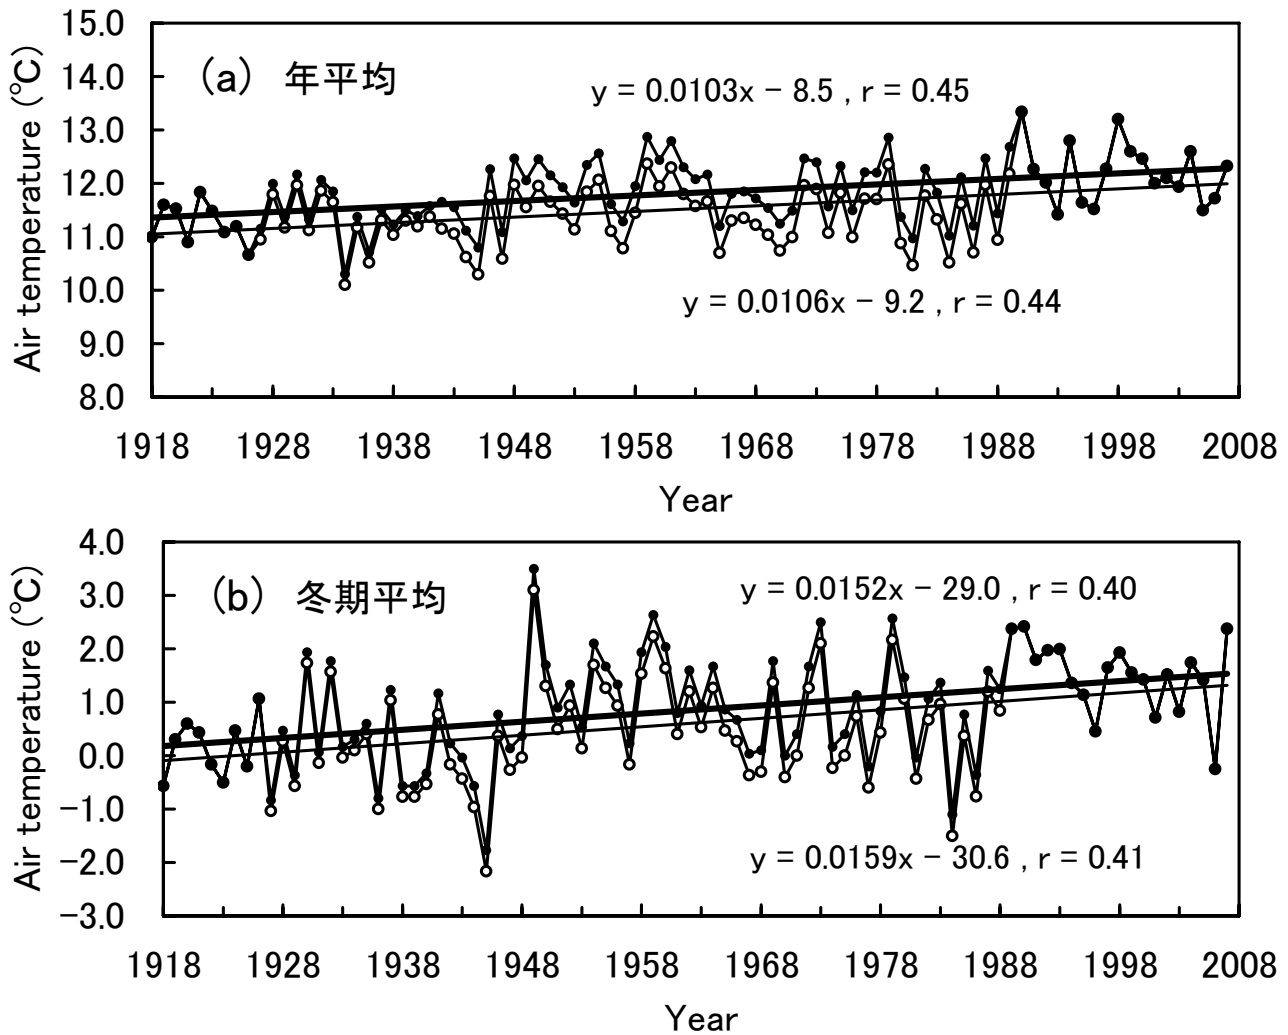 15.0
14.0
13.0
12.0
11.0
10.0
9.0
8.0
Air temperature (℃)
(a) 年平均
y = 0.0103x − 8.5 , r = 0.45
y = 0.0106x − 9.2 , r = 0.44
1918 1928 1938 1948 1958 1968 1978 1988 1998 2008
Year
4.0
3.0
2.0
1.0
0.0
−1.0
−2.0
−3.0
Air temperature (℃)
(b) 冬期平均
y = 0.0152x − 29.0 , r = 0.40
y = 0.0159x − 30.6 , r = 0.41
1918 1928 1938 1948 1958 1968 1978 1988 1998 2008
Year